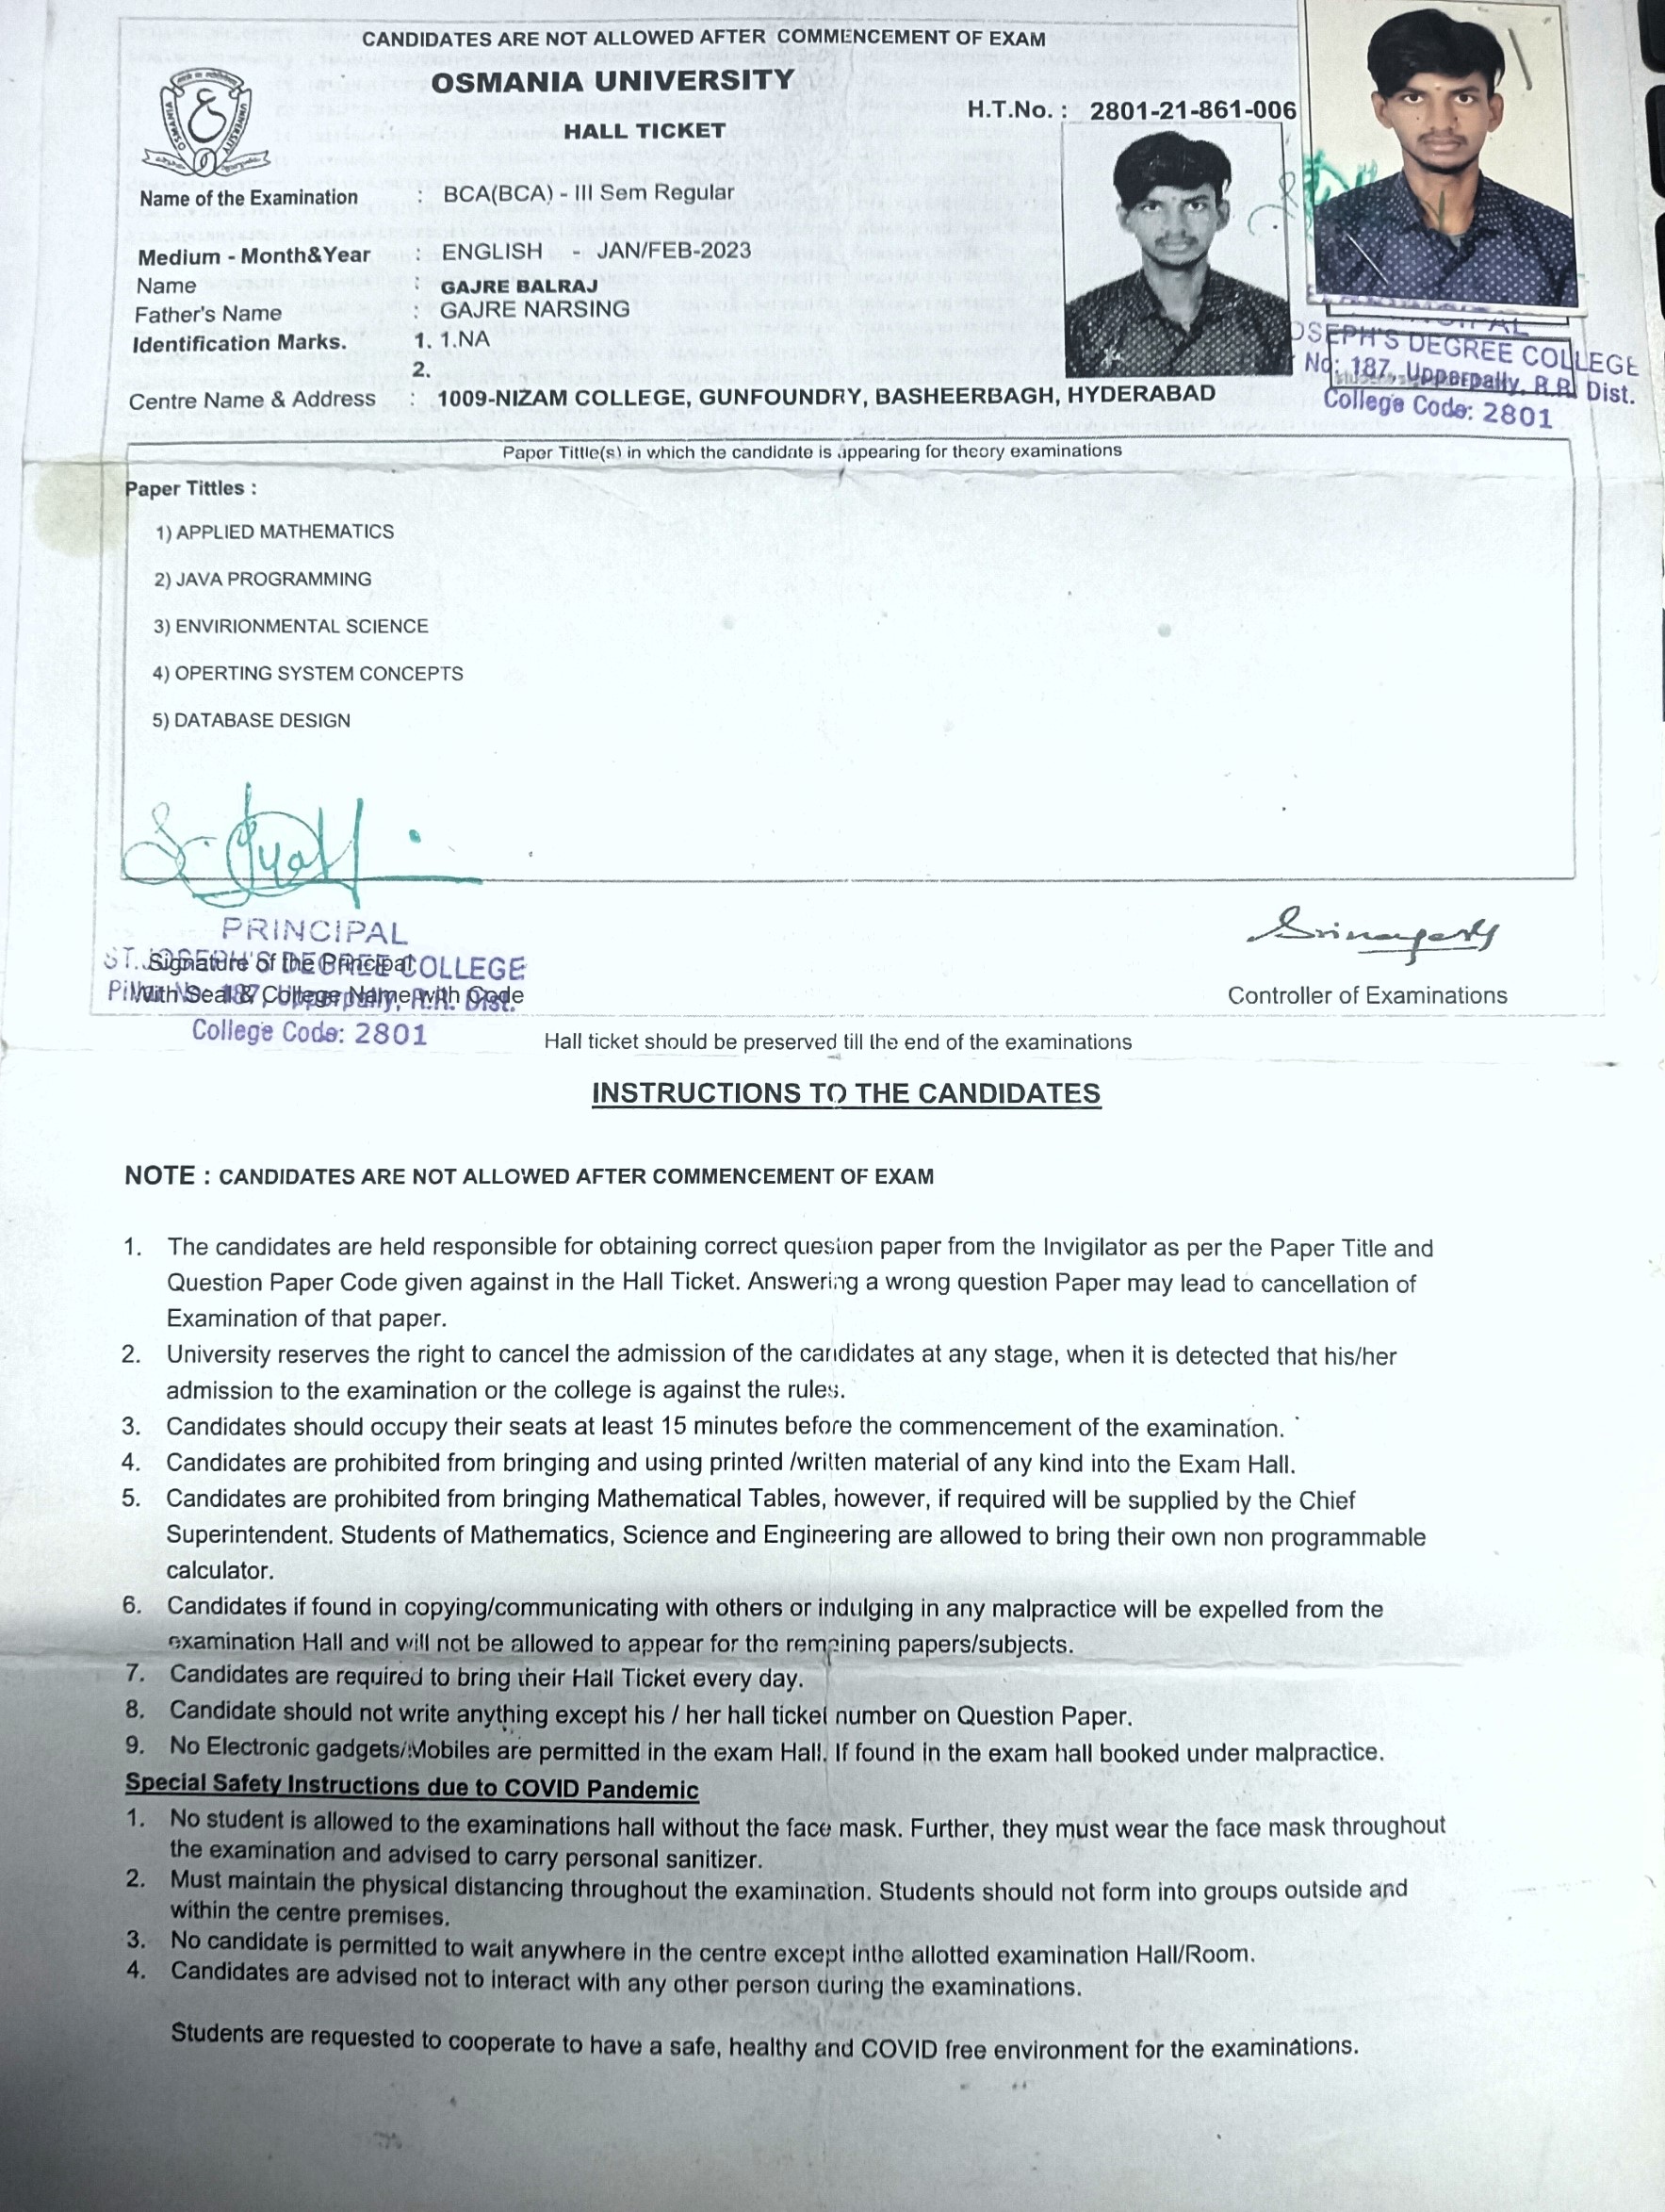 CANDIDATES ARE NOT ALLOWED AFTER COMMENCEMENT OF EXAM
OSMANIA UNIVERSITY
HALL TICKET
H.T.No. : 2801-21-861-006
OSMANIA UNIVERSITY
Name of the Examination : BCA(BCA) - III Sem Regular
Medium - Month&Year : ENGLISH - JAN/FEB-2023
Name : GAJRE BALRAJ
Father's Name : GAJRE NARSING
Identification Marks. 1. 1.NA
2.
Centre Name & Address : 1009-NIZAM COLLEGE, GUNFOUNDRY, BASHEERBAGH, HYDERABAD
OSEPH'S DEGREE COLLEGE
No: 187, Upperpally, R.R. Dist.
College Code: 2801
Paper Tittle(s) in which the candidate is appearing for theory examinations
Paper Tittles :
1) APPLIED MATHEMATICS
2) JAVA PROGRAMMING
3) ENVIRIONMENTAL SCIENCE
4) OPERTING SYSTEM CONCEPTS
5) DATABASE DESIGN
PRINCIPAL
ST. JOSEPH'S DEGREE COLLEGE
Signature of the Principal
187, Upperpally, R.R. Dist.
With Seal & College Name with Code
College Code: 2801
Controller of Examinations
Hall ticket should be preserved till the end of the examinations
INSTRUCTIONS TO THE CANDIDATES
NOTE : CANDIDATES ARE NOT ALLOWED AFTER COMMENCEMENT OF EXAM
1. The candidates are held responsible for obtaining correct question paper from the Invigilator as per the Paper Title and
Question Paper Code given against in the Hall Ticket. Answering a wrong question Paper may lead to cancellation of
Examination of that paper.
2. University reserves the right to cancel the admission of the candidates at any stage, when it is detected that his/her
admission to the examination or the college is against the rules.
3. Candidates should occupy their seats at least 15 minutes before the commencement of the examination.
4. Candidates are prohibited from bringing and using printed /written material of any kind into the Exam Hall.
5. Candidates are prohibited from bringing Mathematical Tables, however, if required will be supplied by the Chief
Superintendent. Students of Mathematics, Science and Engineering are allowed to bring their own non programmable
calculator.
6. Candidates if found in copying/communicating with others or indulging in any malpractice will be expelled from the
examination Hall and will not be allowed to appear for the remaining papers/subjects.
7. Candidates are required to bring their Hall Ticket every day.
8. Candidate should not write anything except his / her hall ticket number on Question Paper.
9. No Electronic gadgets/Mobiles are permitted in the exam Hall. If found in the exam hall booked under malpractice.
Special Safety Instructions due to COVID Pandemic
1. No student is allowed to the examinations hall without the face mask. Further, they must wear the face mask throughout
the examination and advised to carry personal sanitizer.
2. Must maintain the physical distancing throughout the examination. Students should not form into groups outside and
within the centre premises.
3. No candidate is permitted to wait anywhere in the centre except inthe allotted examination Hall/Room.
4. Candidates are advised not to interact with any other person during the examinations.
Students are requested to cooperate to have a safe, healthy and COVID free environment for the examinations.